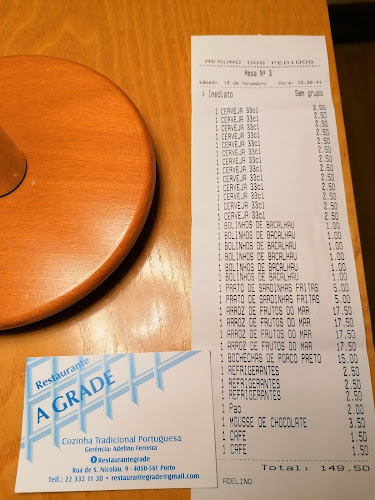 RESUMO DOS PEDIDOS
Mesa Nº 3
sábado, 13 de novembro Hora: 15:30:41
> Imediato Sem grupo
1 CERVEJA 33cl 2.50
1 CERVEJA 33cl 2.50
1 CERVEJA 33cl 2.50
1 CERVEJA 33cl 2.50
1 CERVEJA 33cl 2.50
1 CERVEJA 33cl 2.50
1 CERVEJA 33cl 2.50
1 CERVEJA 33cl 2.50
1 CERVEJA 33cl 2.50
1 CERVEJA 33cl 2.50
1 CERVEJA 33cl 2.50
1 CERVEJA 33cl 2.50
1 CERVEJA 33cl 2.50
1 BOLINHOS DE BACALHAU 1.00
1 BOLINHOS DE BACALHAU 1.00
1 BOLINHOS DE BACALHAU 1.00
1 BOLINHOS DE BACALHAU 1.00
1 BOLINHOS DE BACALHAU 1.00
1 BOLINHOS DE BACALHAU 1.00
1 PRATO DE SARDINHAS FRITAS 5.00
1 PRATO DE SARDINHAS FRITAS 5.00
1 ARROZ DE FRUTOS DO MAR 17.50
1 ARROZ DE FRUTOS DO MAR 17.50
1 ARROZ DE FRUTOS DO MAR 17.50
1 ARROZ DE FRUTOS DO MAR 17.50
1 BOCHECHAS DE PORCO PRETO 15.00
1 REFRIGERANTES 2.50
1 REFRIGERANTES 2.50
1 REFRIGERANTES 2.50
1 Pao 2.00
1 MOUSSE DE CHOCOLATE 3.50
1 CAFE 1.50
1 CAFE 1.50
Total: 149.50
ADELINO
Restaurante
A GRADE
Cozinha Tradicional Portuguesa
Gerência: Adelino Ferreira
Restaurantegrade
Rua de S. Nicolau, 9 - 4050-561 Porto
Telf.: 22 332 11 30 • restaurantegrade@gmail.com